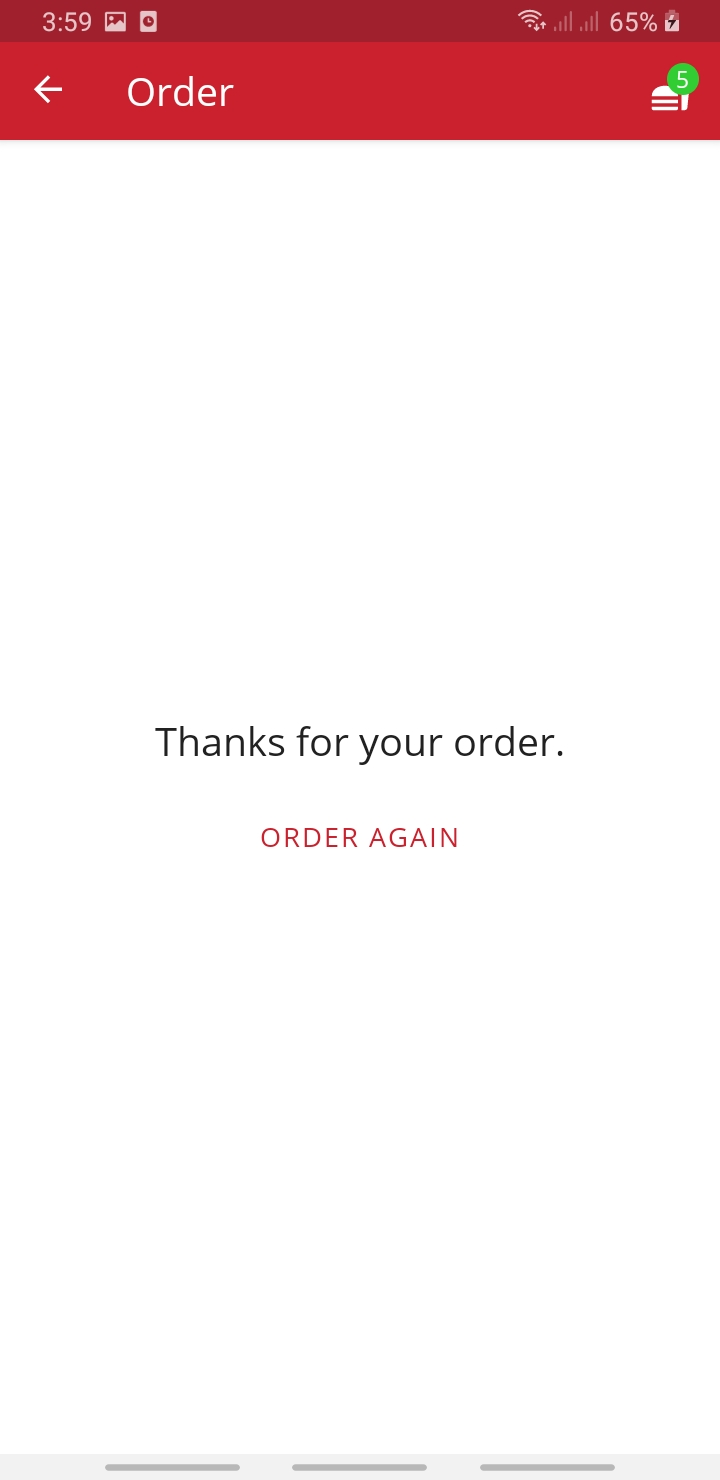 3:59 65%
Order 5
Thanks for your order.
ORDER AGAIN